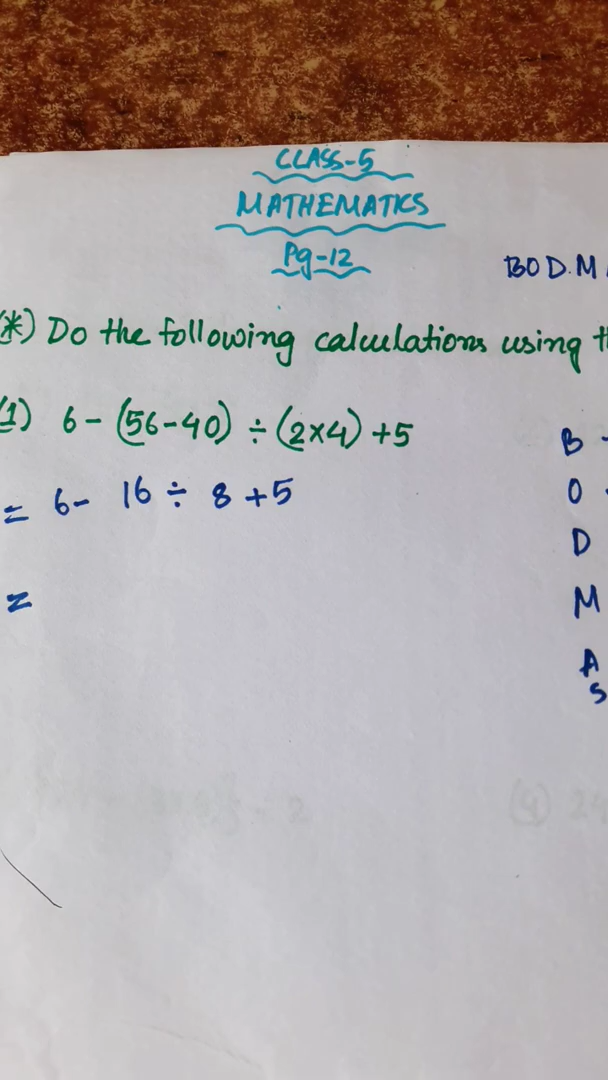 CLASS-5
MATHEMATICS
Pg-12
BOD.M
(*) Do the following calculations using
(1) 6-(56-40)÷(2×4)+5
= 6- 16 ÷ 8 +5
=
B -
O
D
M
A
S